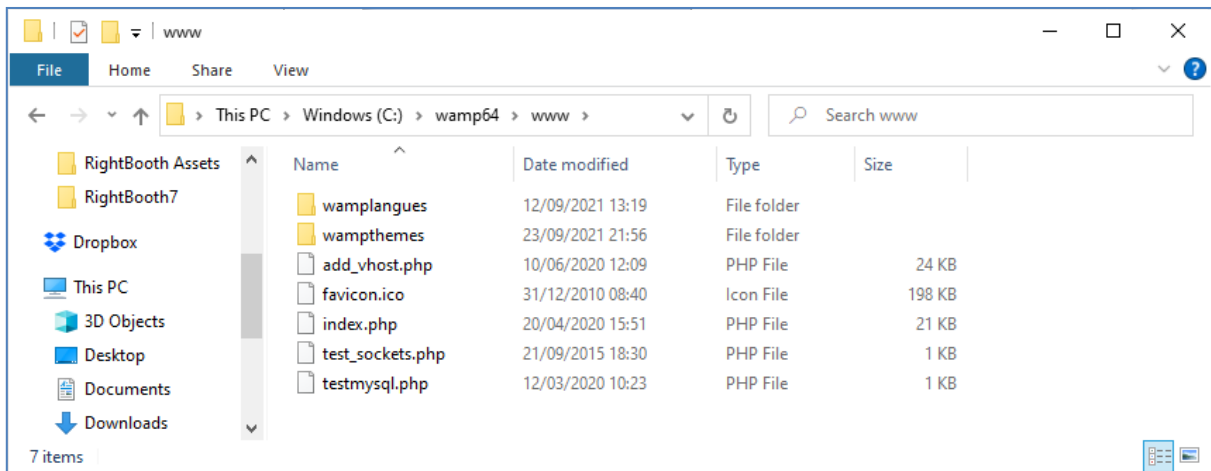 www
File Home Share View
This PC Windows (C:) wamp64 www Search www
RightBooth Assets
RightBooth7
Dropbox
This PC
3D Objects
Desktop
Documents
Downloads
Name Date modified Type Size
wamplangues 12/09/2021 13:19 File folder
wampthemes 23/09/2021 21:56 File folder
add_vhost.php 10/06/2020 12:09 PHP File 24 KB
favicon.ico 31/12/2010 08:40 Icon File 198 KB
index.php 20/04/2020 15:51 PHP File 21 KB
test_sockets.php 21/09/2015 18:30 PHP File 1 KB
testmysql.php 12/03/2020 10:23 PHP File 1 KB
7 items